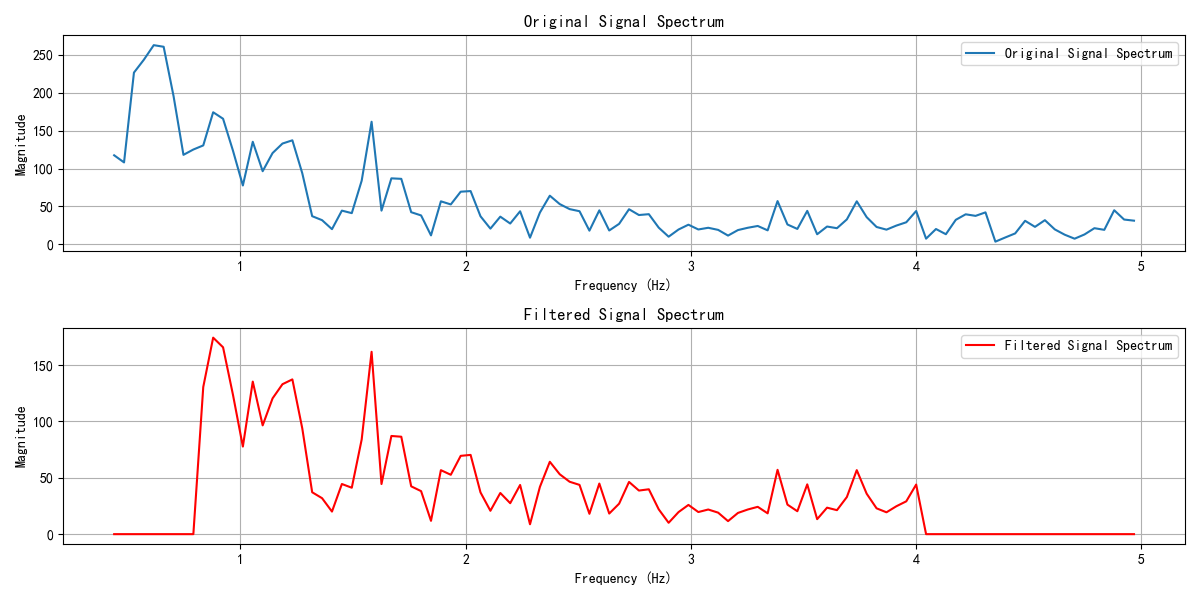 Original Signal Spectrum
Original Signal Spectrum
Magnitude
250
200
150
100
50
0
1
2
3
4
5
Frequency (Hz)
Filtered Signal Spectrum
Filtered Signal Spectrum
Magnitude
150
100
50
0
1
2
3
4
5
Frequency (Hz)